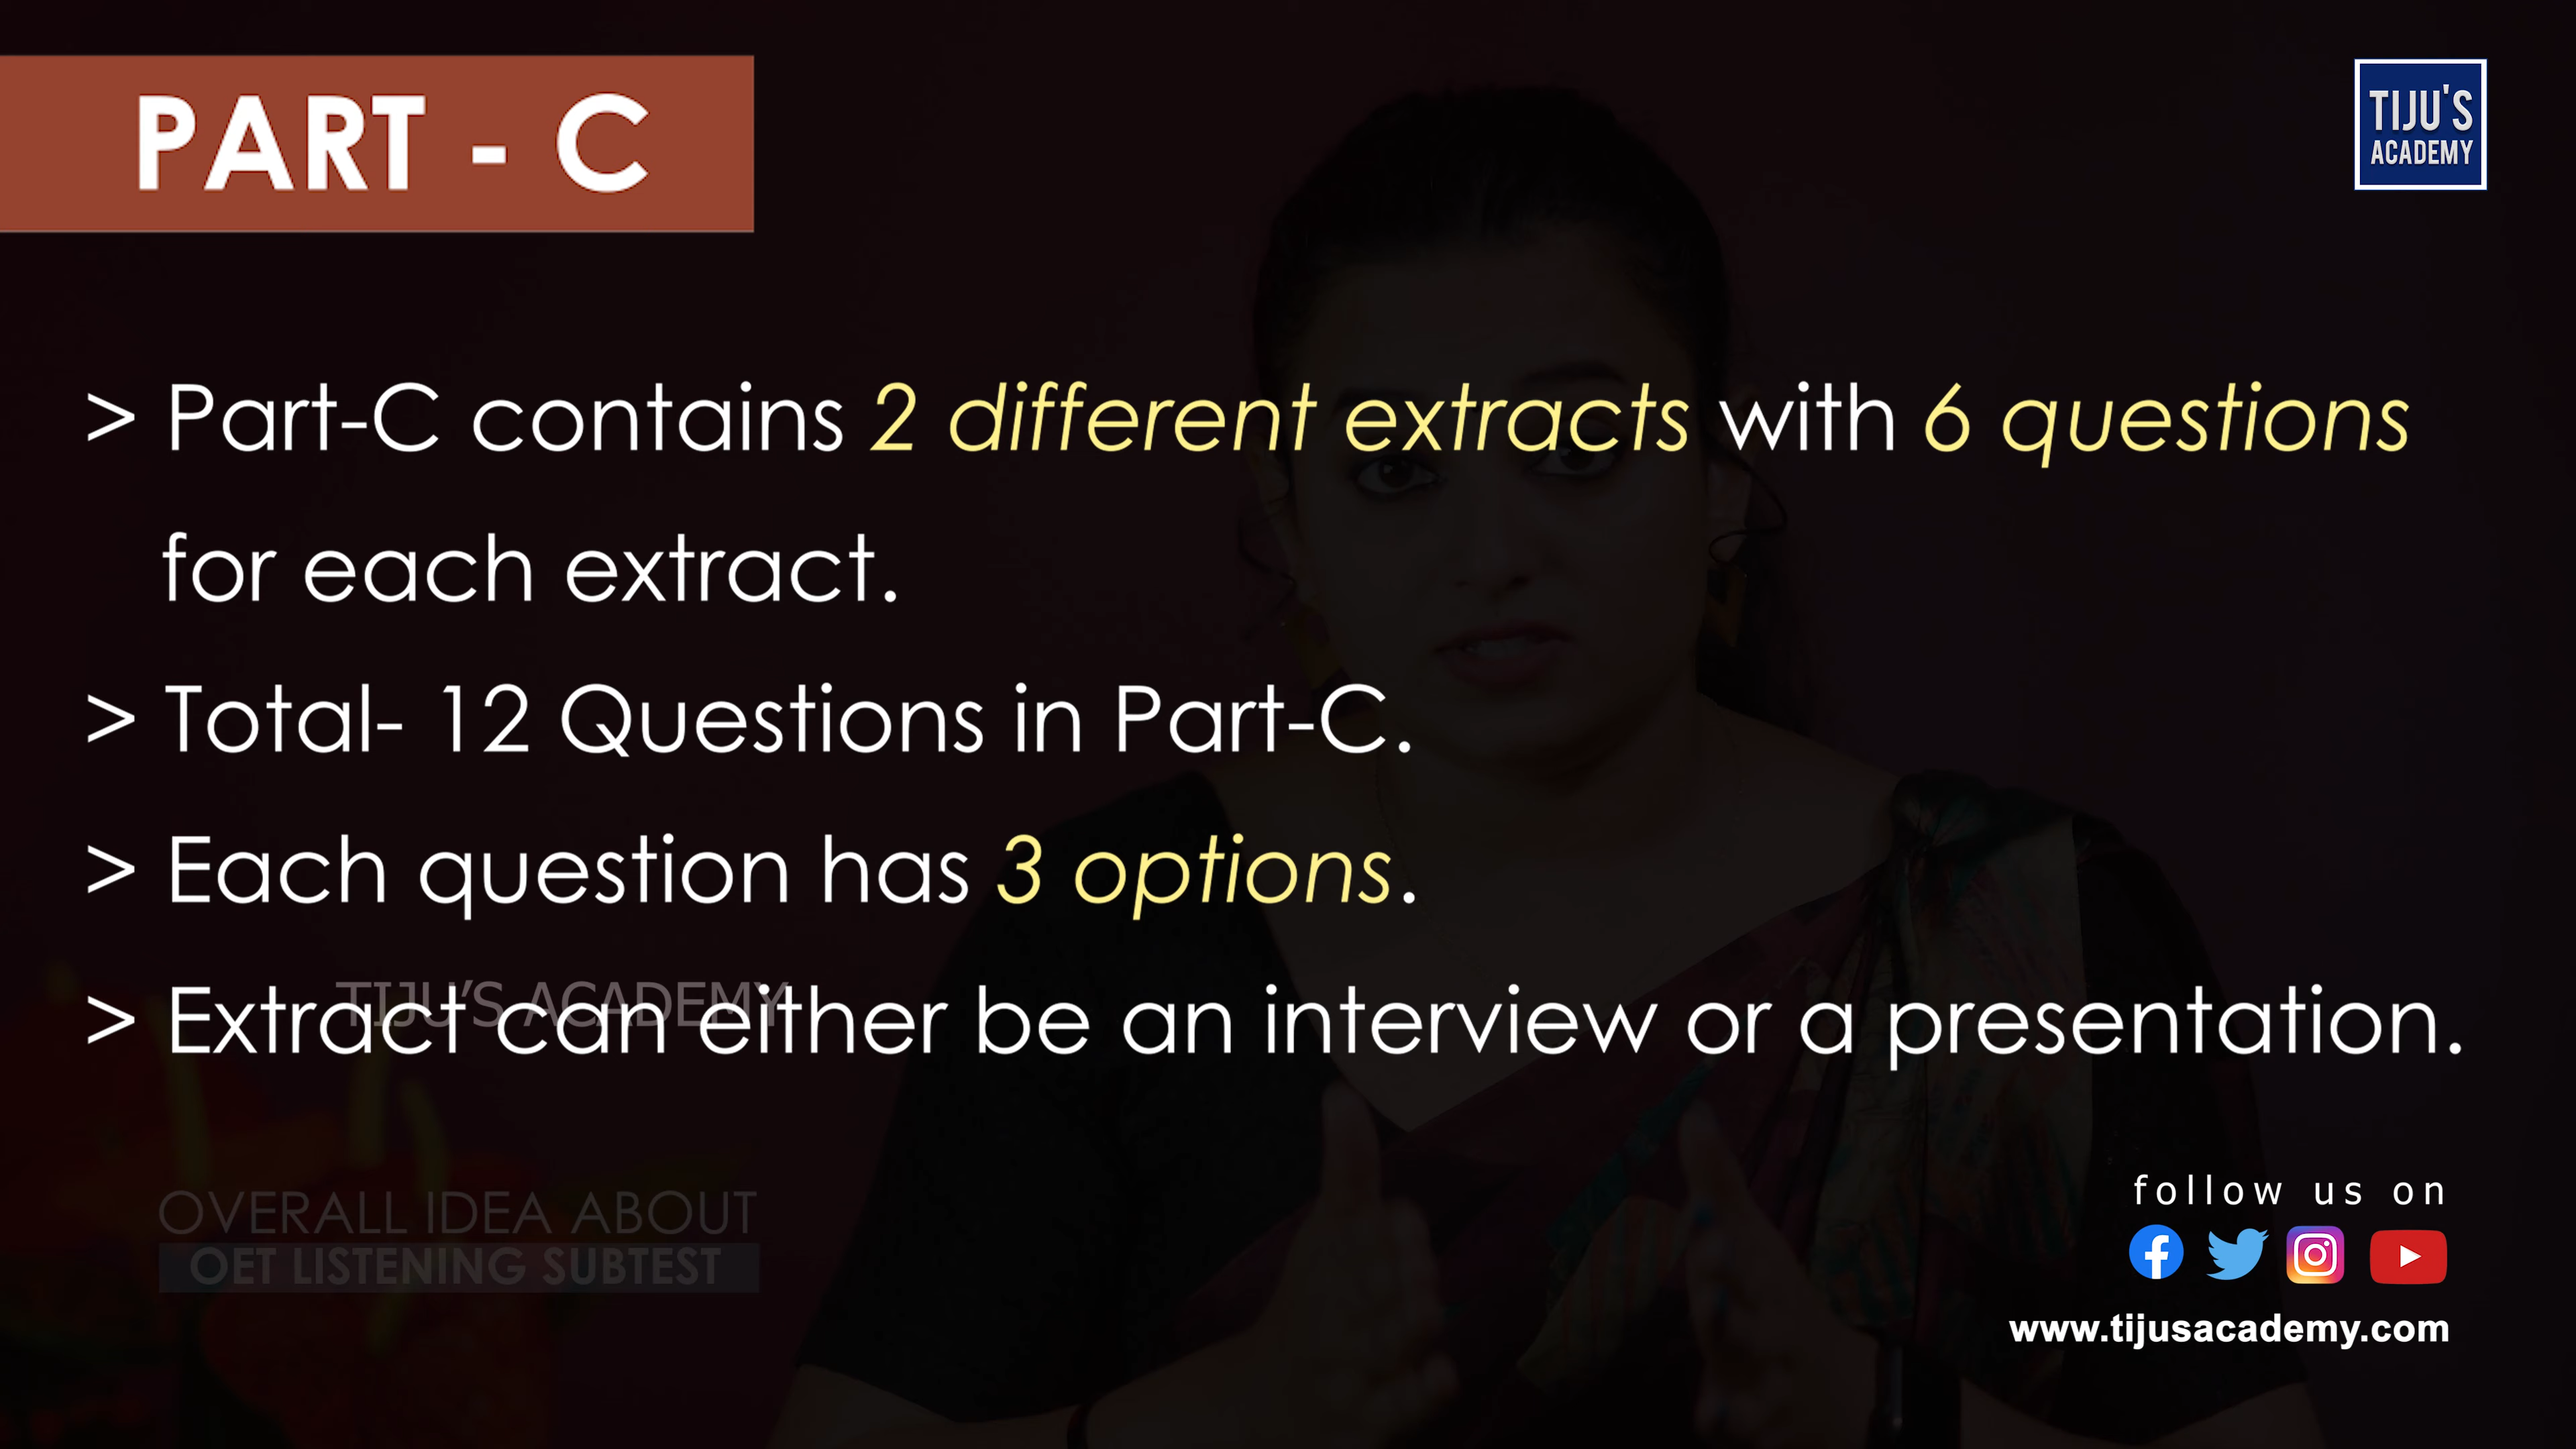 PART - C
TIJU'S
ACADEMY
> Part-C contains 2 different extracts with 6 questions
for each extract.
> Total- 12 Questions in Part-C.
> Each question has 3 options.
TIJU'S ACADEMY
> Extract can either be an interview or a presentation.
OVERALL IDEA ABOUT
OET LISTENING SUBTEST
follow us on
www.tijusacademy.com